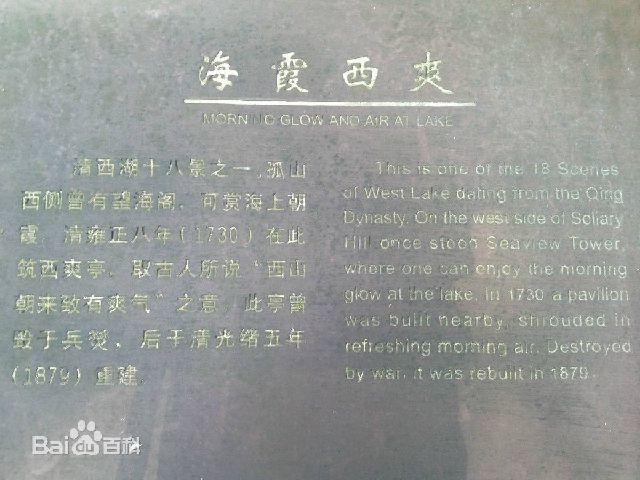 海霞西爽
MORNING GLOW AND AIR AT LAKE
清西湖十八景之一，孤山
西侧曾有望海阁，可赏海上朝
霞，清雍正八年（1730）在此
筑西爽亭，取古人所说“西山
朝来致有爽气”之意，此亭曾
毁于兵燹，后于清光绪五年
（1879）重建。
This is one of the 18 Scenes
of West Lake dating from the Qing
Dynasty. On the west side of Soliary
Hill once stood Seaview Tower,
where one can enjoy the morning
glow at the lake. In 1730 a pavilion
was built nearby, shrouded in
refreshing morning air. Destroyed
by war, it was rebuilt in 1879.
Bai百科